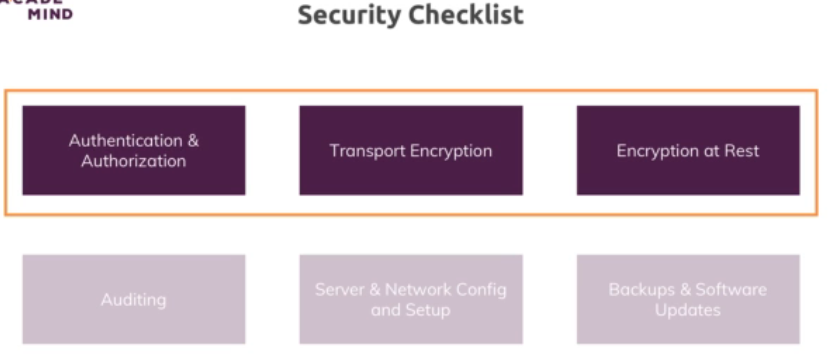 MIND
Security Checklist
Authentication &
Authorization
Transport Encryption
Encryption at Rest
Auditing
Server & Network Config
and Setup
Backups & Software
Updates